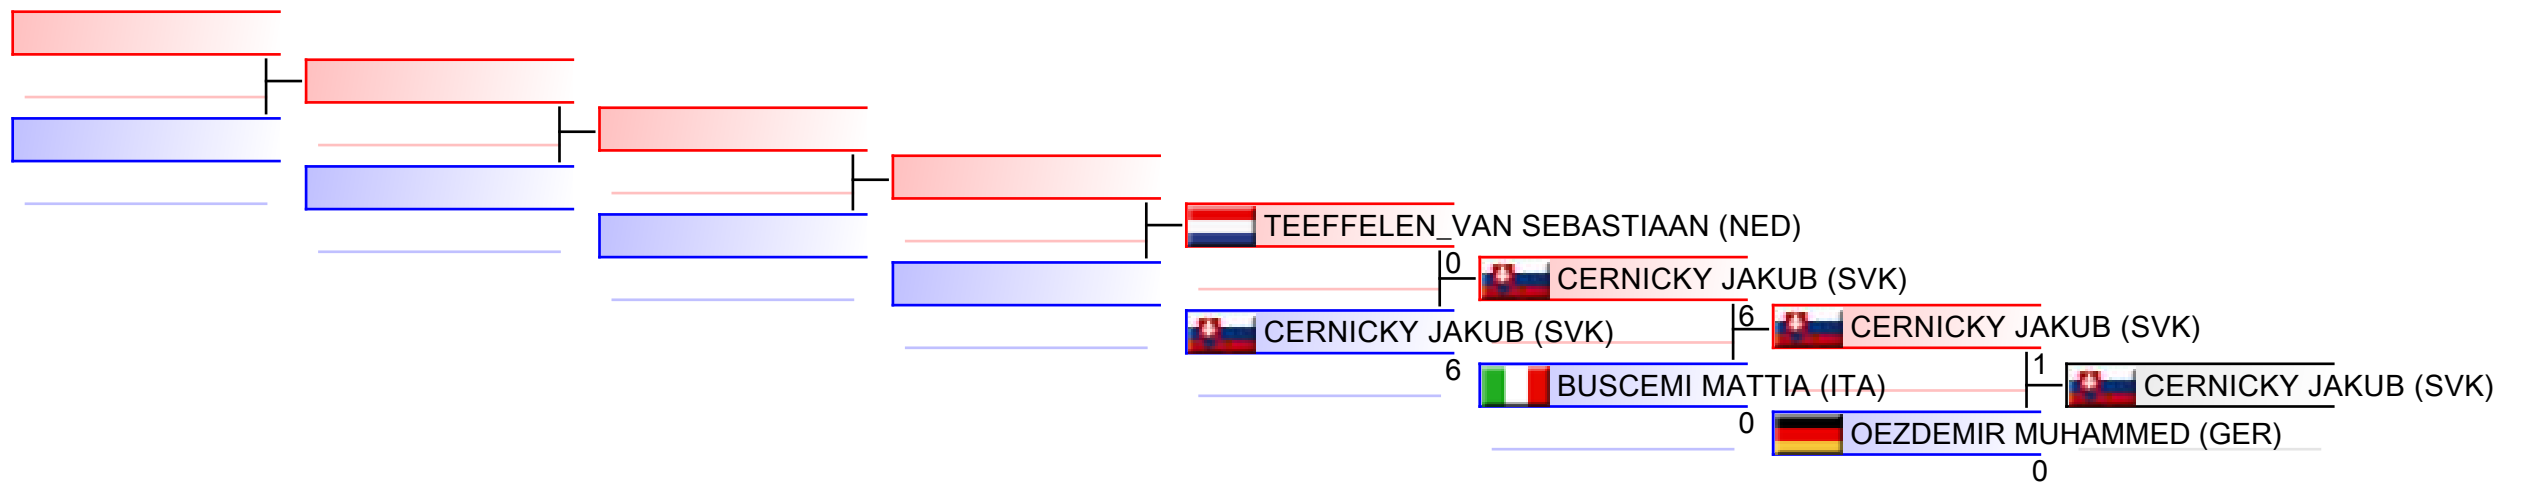 TEEFFELEN_VAN SEBASTIAAN (NED)
0
CERNICKY JAKUB (SVK)
6
CERNICKY JAKUB (SVK)
6
BUSCEMI MATTIA (ITA)
0
CERNICKY JAKUB (SVK)
1
OEZDEMIR MUHAMMED (GER)
0
CERNICKY JAKUB (SVK)